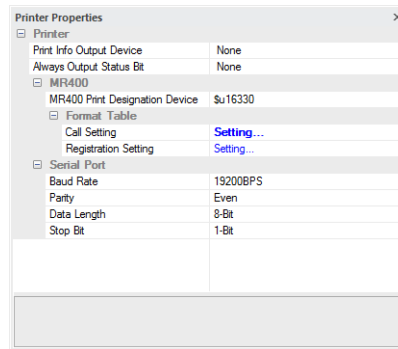 Printer Properties
Printer
Print Info Output Device None
Always Output Status Bit None
MR400
MR400 Print Designation Device $u16330
Format Table
Call Setting Setting...
Registration Setting Setting...
Serial Port
Baud Rate 19200BPS
Parity Even
Data Length 8-Bit
Stop Bit 1-Bit